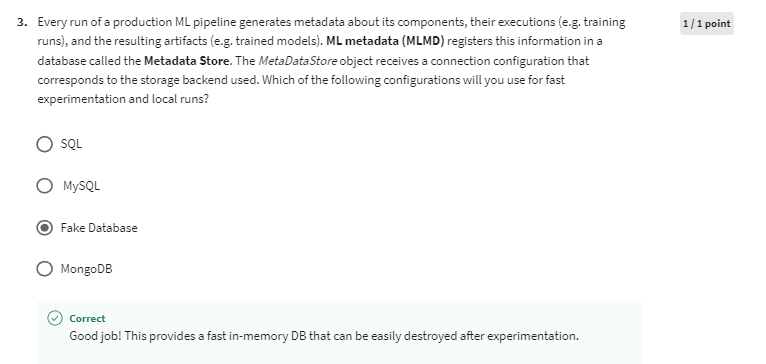 3. Every run of a production ML pipeline generates metadata about its components, their executions (e.g. training
1 / 1 point
runs), and the resulting artifacts (e.g. trained models). ML metadata (MLMD) registers this information in a
database called the Metadata Store. The MetaDataStore object receives a connection configuration that
corresponds to the storage backend used. Which of the following configurations will you use for fast
experimentation and local runs?
SQL
MySQL
Fake Database
MongoDB
Correct
Good job! This provides a fast in-memory DB that can be easily destroyed after experimentation.